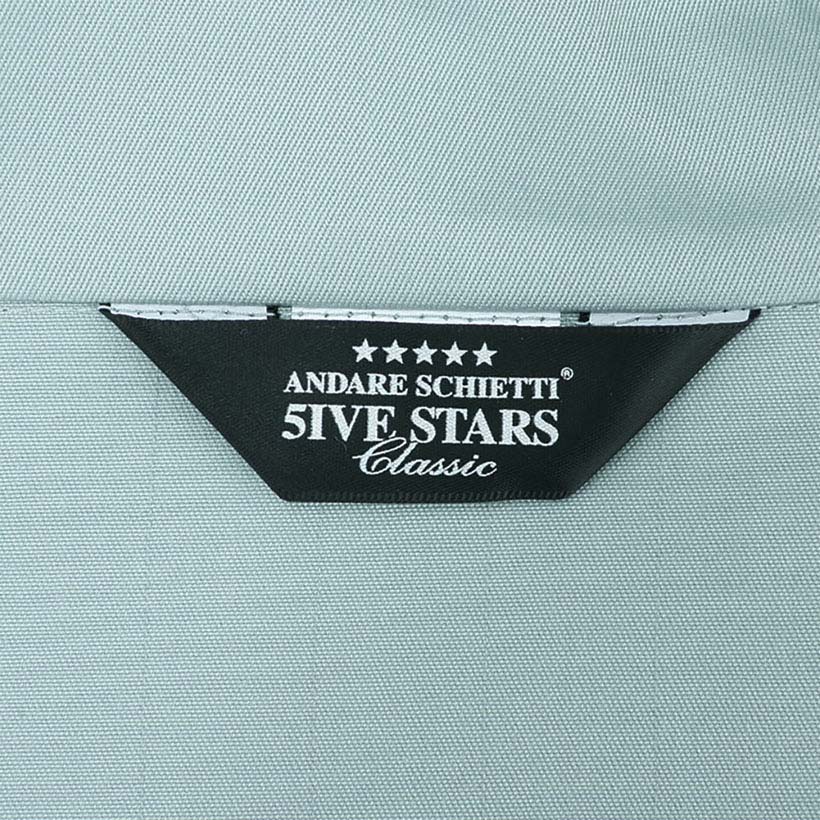 ★★★★★
ANDARE SCHIETTI®
5IVE STARS
Classic